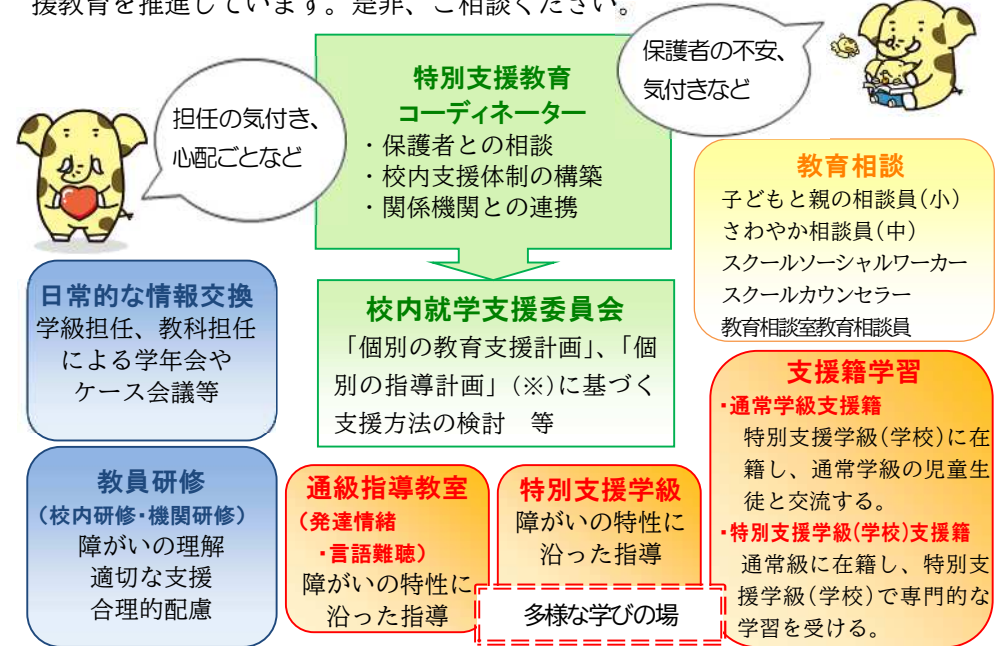 援教育を推進しています。是非、ご相談ください。
保護者の不安、
気付きなど
担任の気付き、
心配ごとなど
特別支援教育
コーディネーター
・保護者との相談
・校内支援体制の構築
・関係機関との連携
教育相談
子どもと親の相談員(小)
さわやか相談員(中)
スクールソーシャルワーカー
スクールカウンセラー
教育相談室教育相談員
日常的な情報交換
学級担任、教科担任
による学年会や
ケース会議等
校内就学支援委員会
「個別の教育支援計画」、「個
別の指導計画」(※)に基づく
支援方法の検討　等
支援籍学習
・通常学級支援籍
特別支援学級(学校)に在
籍し、通常学級の児童生
徒と交流する。
・特別支援学級(学校)支援籍
通常級に在籍し、特別支
援学級(学校)で専門的な
学習を受ける。
教員研修
(校内研修・機関研修)
障がいの理解
適切な支援
合理的配慮
通級指導教室
(発達情緒
・言語難聴)
障がいの特性に
沿った指導
特別支援学級
障がいの特性に
沿った指導
多様な学びの場